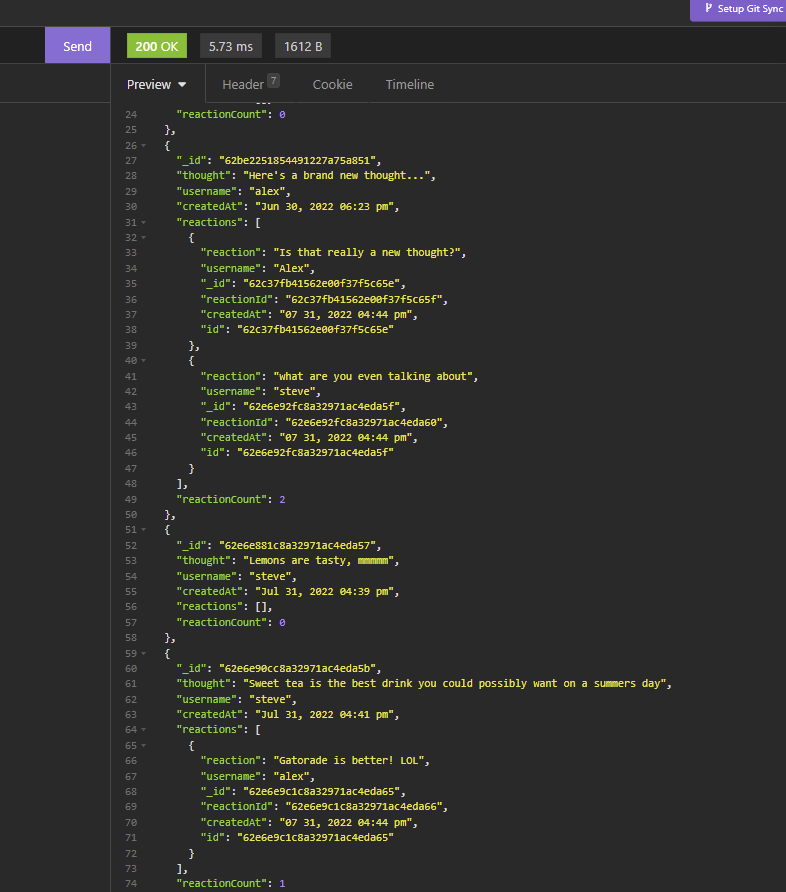 Setup Git Sync
Send
200 OK
5.73 ms
1612 B
Preview
Header 7
Cookie
Timeline
24 "reactionCount": 0
25 },
26 {
27 "_id": "62be2251854491227a75a851",
28 "thought": "Here's a brand new thought...",
29 "username": "alex",
30 "createdAt": "Jun 30, 2022 06:23 pm",
31 "reactions": [
32 {
33 "reaction": "Is that really a new thought?",
34 "username": "Alex",
35 "_id": "62c37fb41562e00f37f5c65e",
36 "reactionId": "62c37fb41562e00f37f5c65f",
37 "createdAt": "07 31, 2022 04:44 pm",
38 "id": "62c37fb41562e00f37f5c65e"
39 },
40 {
41 "reaction": "what are you even talking about",
42 "username": "steve",
43 "_id": "62e6e92fc8a32971ac4eda5f",
44 "reactionId": "62e6e92fc8a32971ac4eda60",
45 "createdAt": "07 31, 2022 04:44 pm",
46 "id": "62e6e92fc8a32971ac4eda5f"
47 }
48 ],
49 "reactionCount": 2
50 },
51 {
52 "_id": "62e6e881c8a32971ac4eda57",
53 "thought": "Lemons are tasty, mmmmm",
54 "username": "steve",
55 "createdAt": "Jul 31, 2022 04:39 pm",
56 "reactions": [],
57 "reactionCount": 0
58 },
59 {
60 "_id": "62e6e90cc8a32971ac4eda5b",
61 "thought": "Sweet tea is the best drink you could possibly want on a summers day",
62 "username": "steve",
63 "createdAt": "Jul 31, 2022 04:41 pm",
64 "reactions": [
65 {
66 "reaction": "Gatorade is better! LOL",
67 "username": "alex",
68 "_id": "62e6e9c1c8a32971ac4eda65",
69 "reactionId": "62e6e9c1c8a32971ac4eda66",
70 "createdAt": "07 31, 2022 04:44 pm",
71 "id": "62e6e9c1c8a32971ac4eda65"
72 }
73 ],
74 "reactionCount": 1